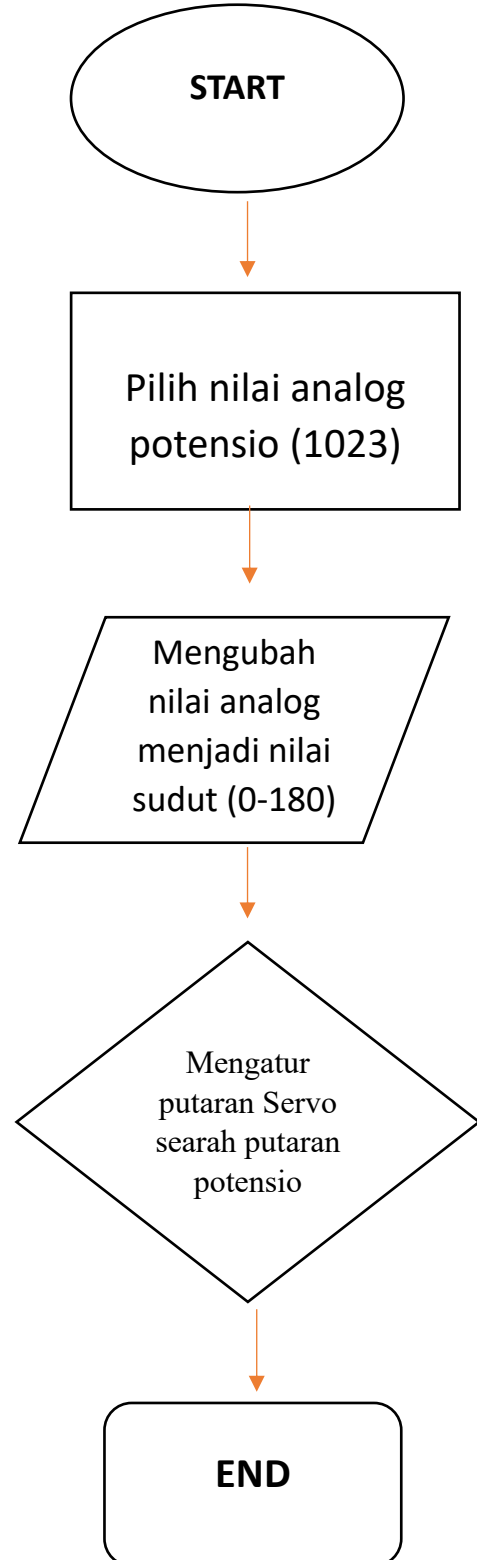 START
Pilih nilai analog
potensio (1023)
Mengubah
nilai analog
menjadi nilai
sudut (0-180)
Mengatur
putaran Servo
searah putaran
potensio
END